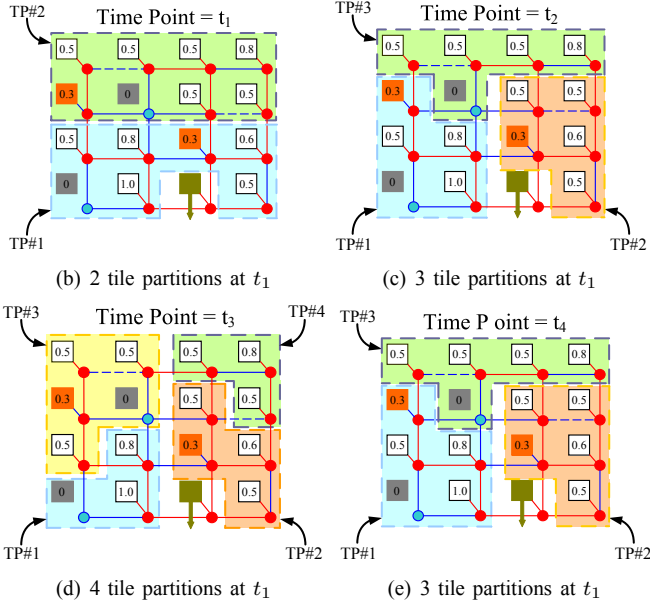 TP#2
Time Point = t1
0.5 0.5 0.5 0.8
0.3 0
0.5 0.8 0.3 0.6
0 1.0 0.5
TP#1
(b) 2 tile partitions at t1
TP#3
Time Point = t2
0.5 0.5 0.5 0.8
0.3 0 0.5 0.5
0.5 0.8 0.3 0.6
0 1.0 0.5
TP#1 TP#2
(c) 3 tile partitions at t1
TP#3
Time Point = t3
TP#4
0.5 0.5 0.5 0.8
0.3 0 0.5 0.5
0.5 0.8 0.3 0.6
0 1.0 0.5
TP#1 TP#2
(d) 4 tile partitions at t1
TP#3
Time P oint = t4
0.5 0.5 0.5 0.8
0.3 0 0.5 0.5
0.5 0.8 0.3 0.6
0 1.0 0.5
TP#1 TP#2
(e) 3 tile partitions at t1